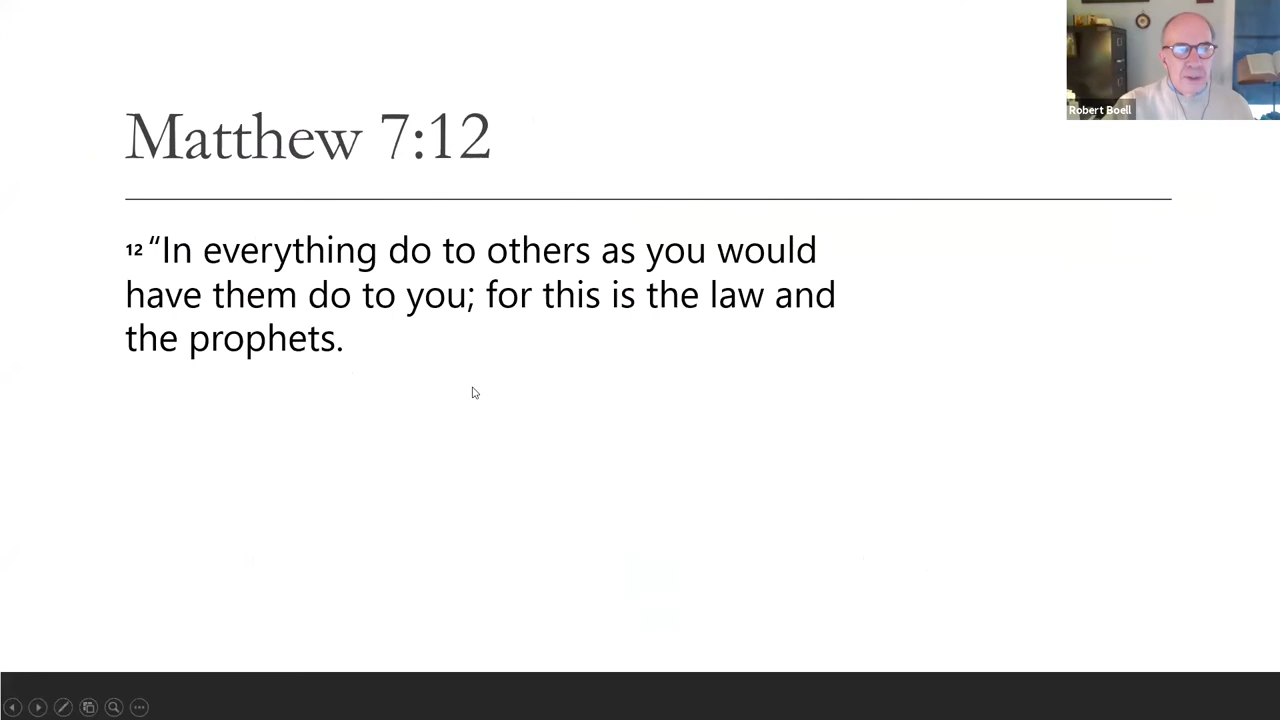 Robert Boell
Matthew 7:12
12 “In everything do to others as you would
have them do to you; for this is the law and
the prophets.